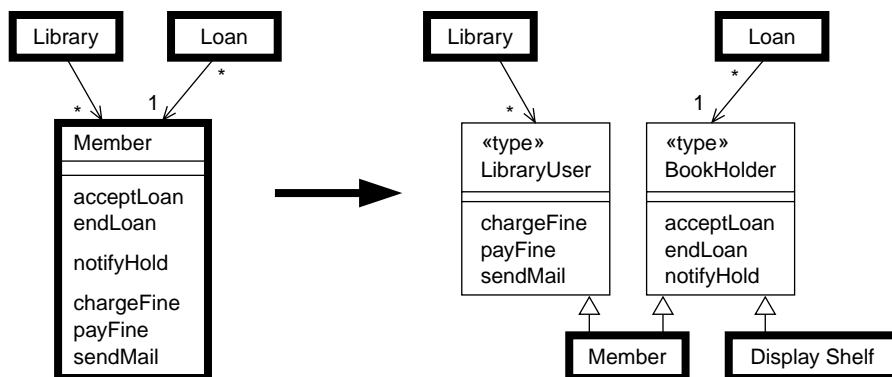 Library
Loan
*
*
1
Member
acceptLoan
endLoan
notifyHold
chargeFine
payFine
sendMail
Library
Loan
*
*
1
«type»
LibraryUser
chargeFine
payFine
sendMail
«type»
BookHolder
acceptLoan
endLoan
notifyHold
Member
Display Shelf